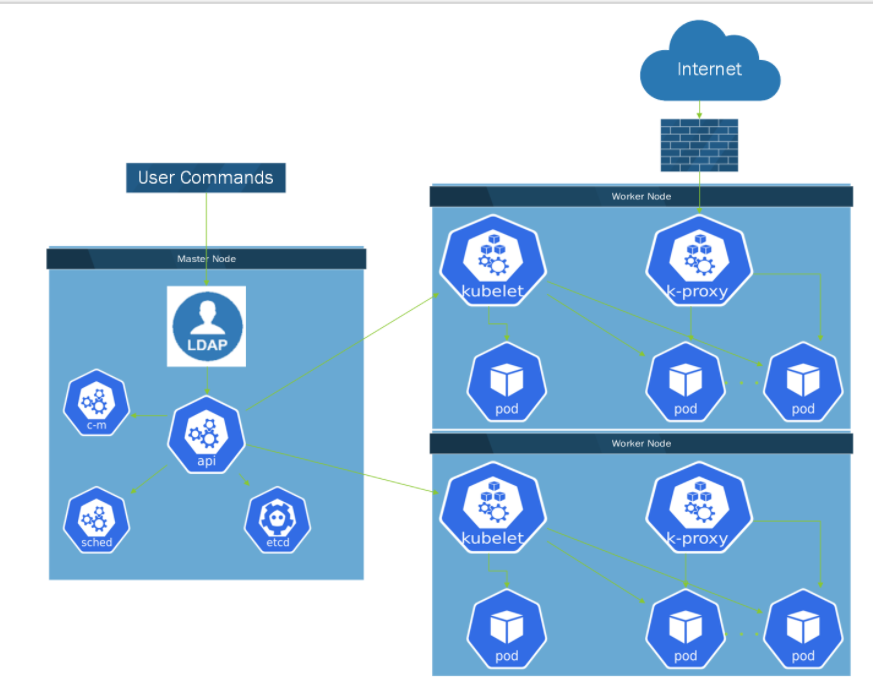 Internet
User Commands
Worker Node
Master Node
kubelet
k-proxy
LDAP
pod
pod
pod
c-m
api
sched
etcd
Worker Node
kubelet
k-proxy
pod
pod
pod